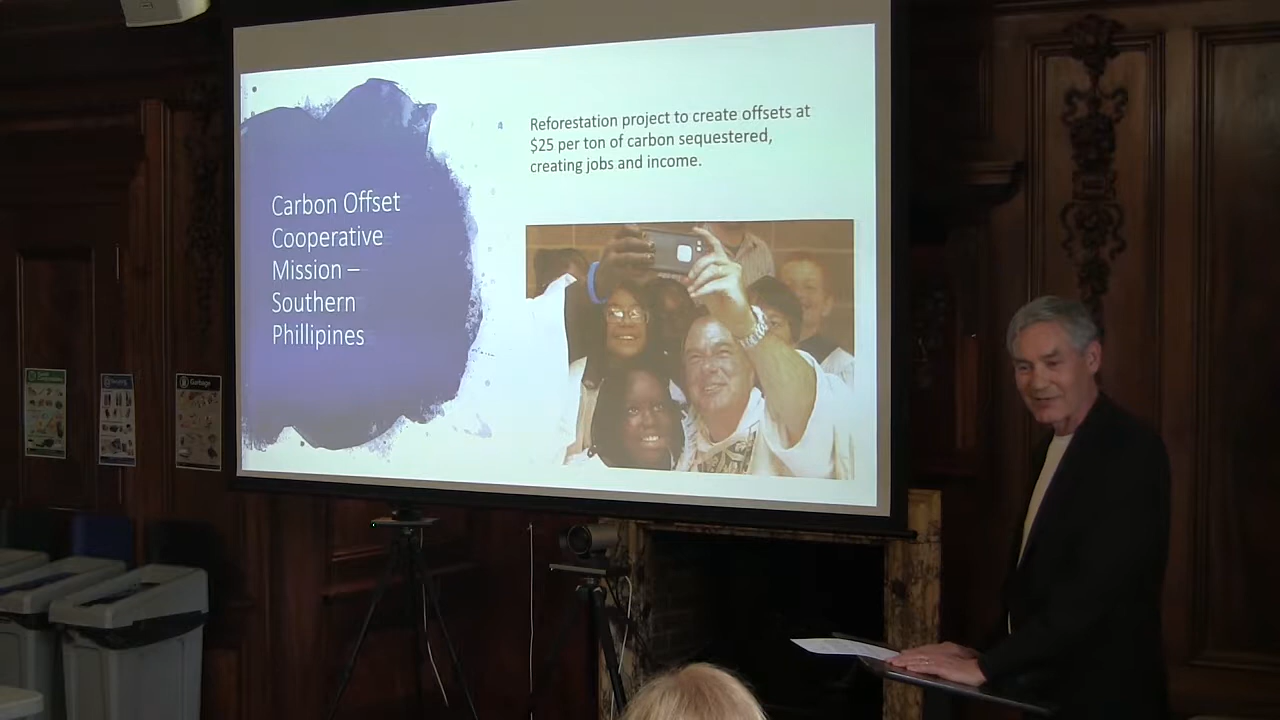 Carbon Offset
Cooperative
Mission –
Southern
Phillipines
Reforestation project to create offsets at
$25 per ton of carbon sequestered,
creating jobs and income.
Garbage